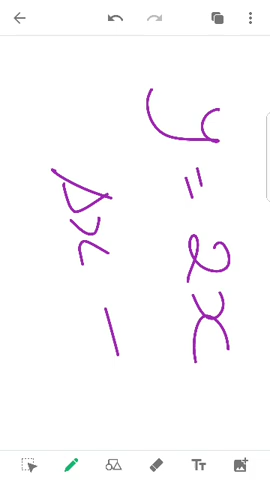 y = 2x
Δx –